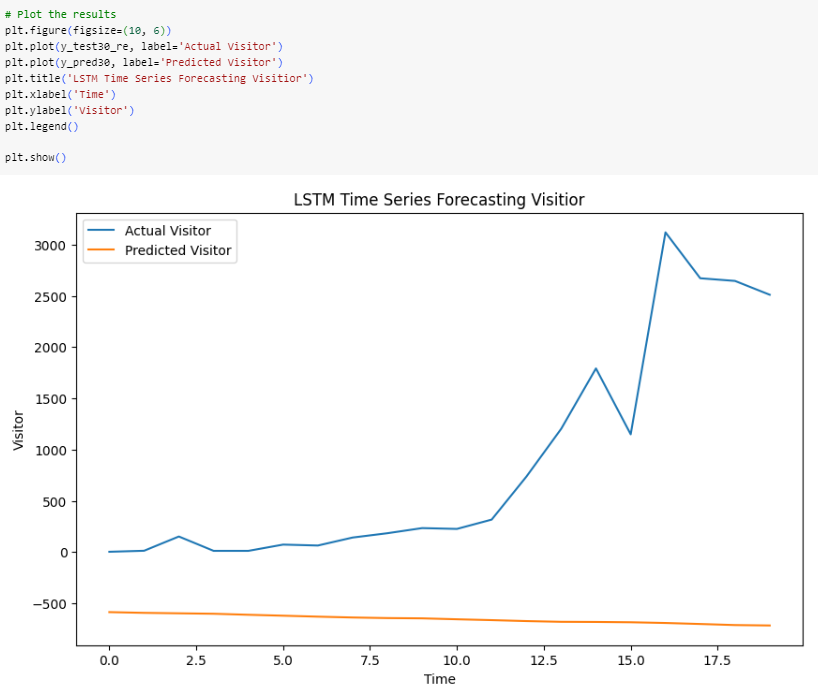 # Plot the results
plt.figure(figsize=(10, 6))
plt.plot(y_test30_re, label='Actual Visitor')
plt.plot(y_pred30, label='Predicted Visitor')
plt.title('LSTM Time Series Forecasting Visitior')
plt.xlabel('Time')
plt.ylabel('Visitor')
plt.legend()
plt.show()
LSTM Time Series Forecasting Visitior
Actual Visitor
Predicted Visitor
3000
2500
2000
1500
1000
500
0
−500
Visitor
0.0 2.5 5.0 7.5 10.0 12.5 15.0 17.5
Time